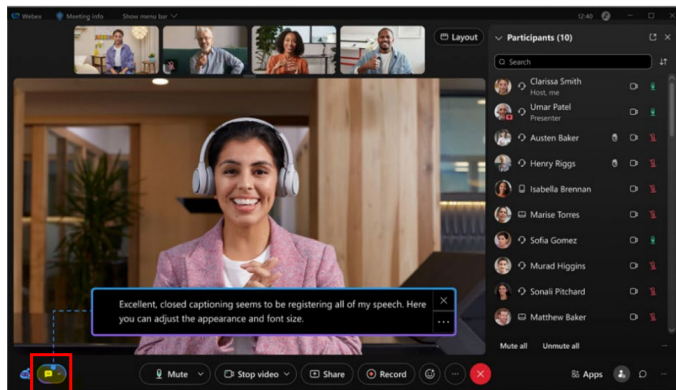 Webex Meeting info Show menu bar 12:40
Layout
Participants (10)
Search
Clarissa Smith
Host, me
Umar Patel
Presenter
Austen Baker
Henry Riggs
Isabella Brennan
Marise Torres
Sofia Gomez
Murad Higgins
Sonali Pitchard
Matthew Baker
Excellent, closed captioning seems to be registering all of my speech. Here
you can adjust the appearance and font size.
Mute all Unmute all
Mute Stop video Share Record Apps